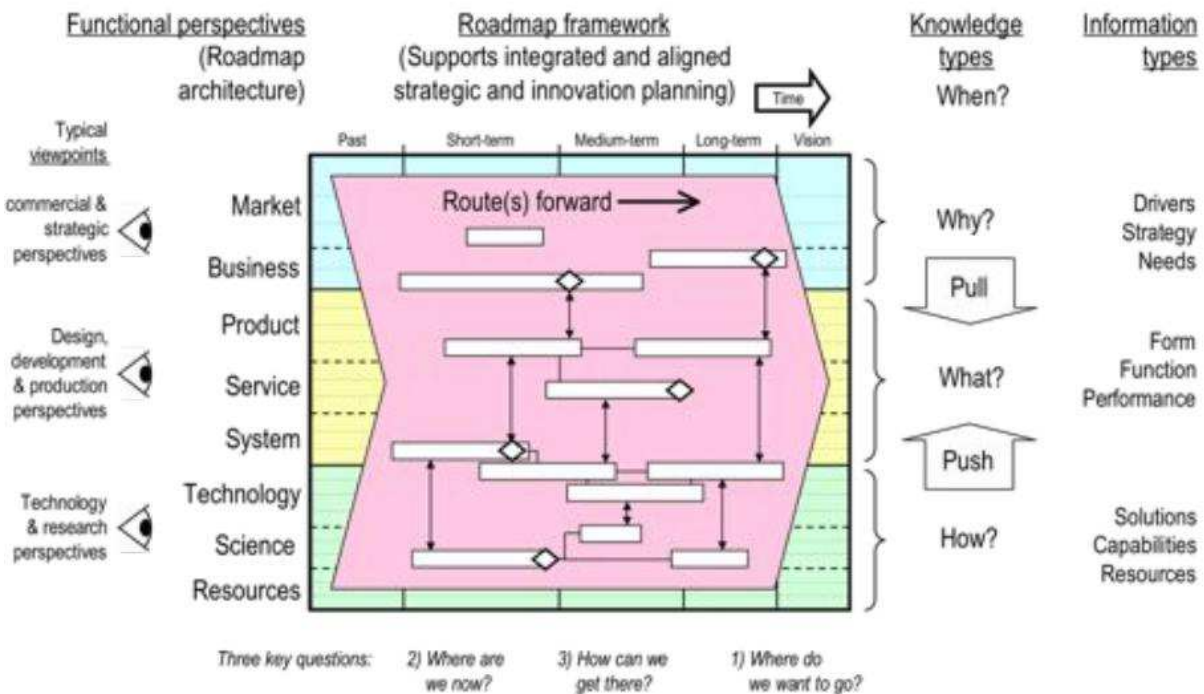 Functional perspectives
(Roadmap
architecture)
Roadmap framework
(Supports integrated and aligned
strategic and innovation planning)
Time
Knowledge
types
When?
Information
types
Typical
viewpoints
Past
Short-term
Medium-term
Long-term
Vision
commercial &
strategic
perspectives
Market
Business
Route(s) forward
Why?
Drivers
Strategy
Needs
Pull
Design,
development
& production
perspectives
Product
Service
System
What?
Form
Function
Performance
Push
Technology
& research
perspectives
Technology
Science
Resources
How?
Solutions
Capabilities
Resources
Three key questions:
2) Where are
we now?
3) How can we
get there?
1) Where do
we want to go?